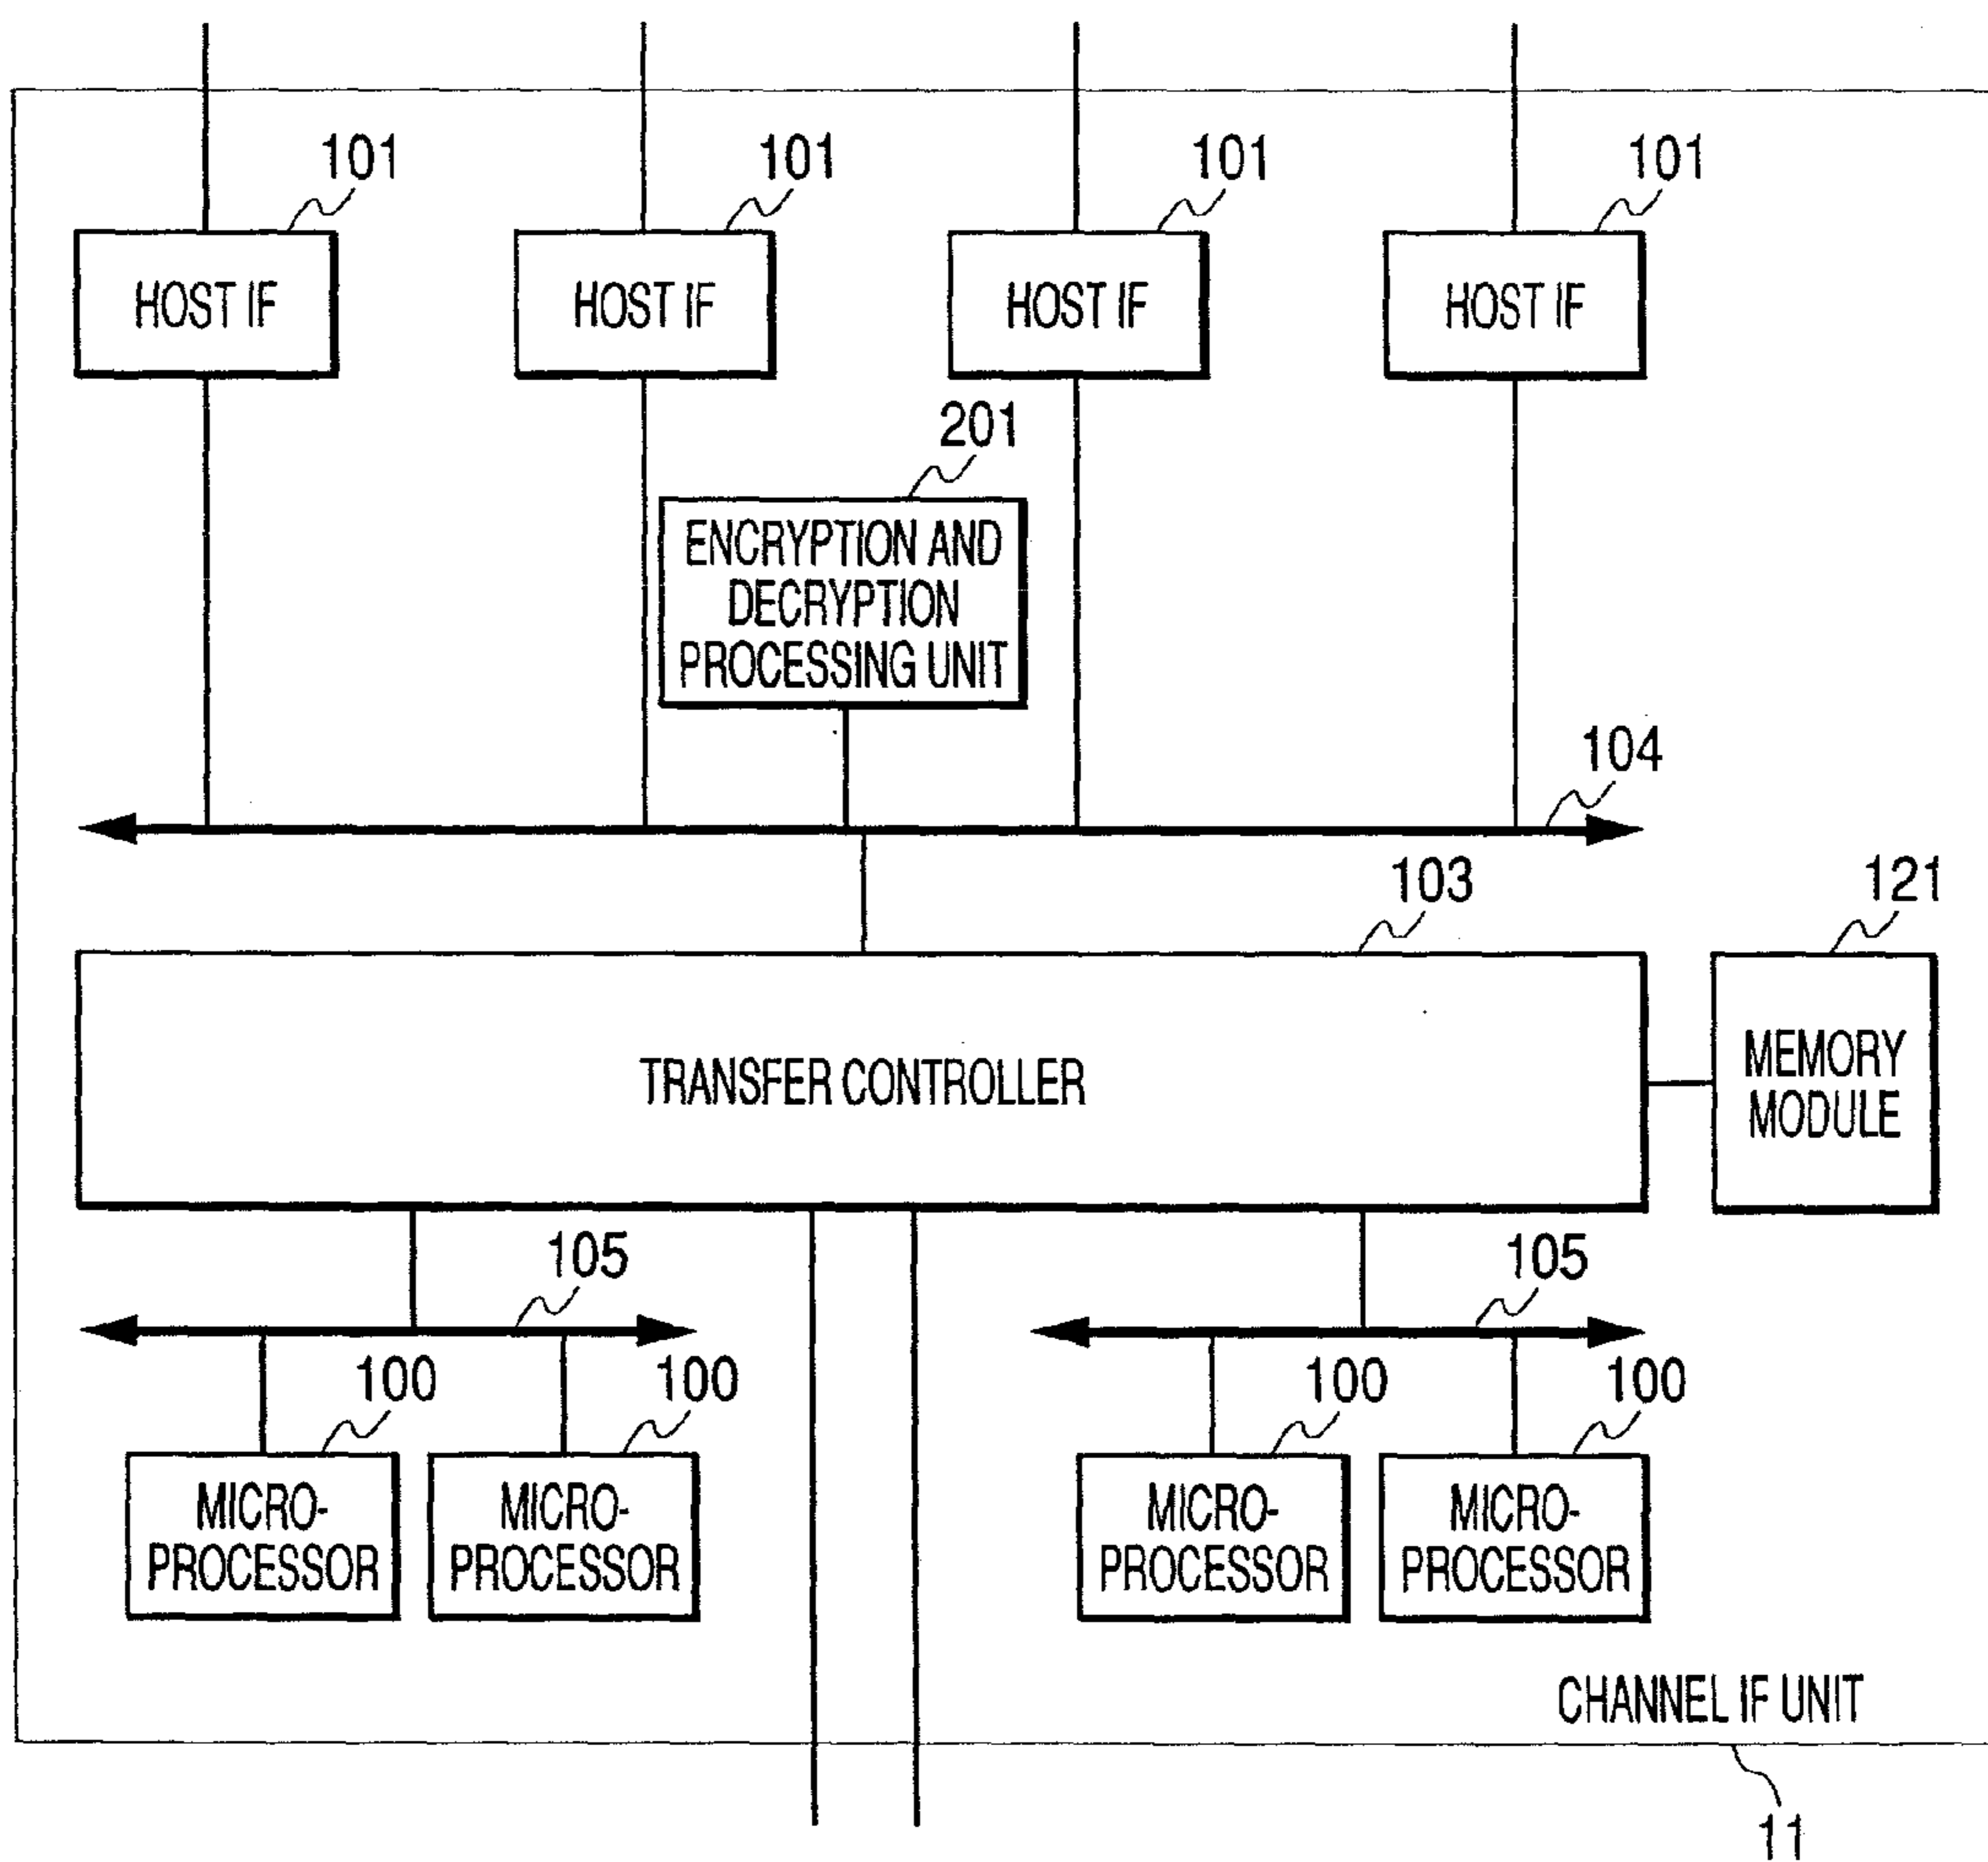 101 101 101 101
HOST IF HOST IF HOST IF HOST IF
201
ENCRYPTION AND
DECRYPTION
PROCESSING UNIT
104
103 121
TRANSFER CONTROLLER
MEMORY
MODULE
105 105
100 100 100 100
MICRO-
PROCESSOR
MICRO-
PROCESSOR
MICRO-
PROCESSOR
MICRO-
PROCESSOR
CHANNEL IF UNIT
11